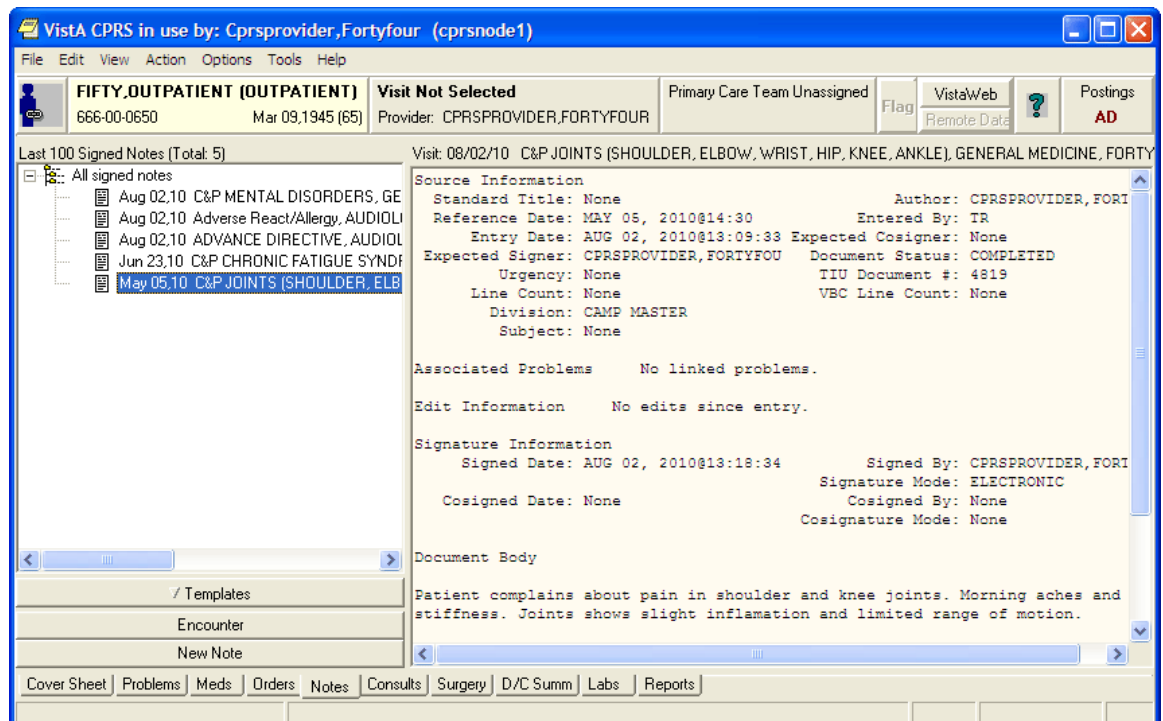 VistA CPRS in use by: Cprsprovider,Fortyfour (cprsnode1)
File Edit View Action Options Tools Help
FIFTY,OUTPATIENT (OUTPATIENT) Visit Not Selected Primary Care Team Unassigned Flag VistaWeb Postings
666-00-0650 Mar 09,1945 (65) Provider: CPRSPROVIDER,FORTYFOUR Remote Data ? AD
Last 100 Signed Notes (Total: 5) Visit: 08/02/10 C&P JOINTS (SHOULDER, ELBOW, WRIST, HIP, KNEE, ANKLE), GENERAL MEDICINE, FORTY
All signed notes
Aug 02,10 C&P MENTAL DISORDERS, GE
Aug 02,10 Adverse React/Allergy, AUDIOL
Aug 02,10 ADVANCE DIRECTIVE, AUDIOL
Jun 23,10 C&P CHRONIC FATIGUE SYND
May 05,10 C&P JOINTS (SHOULDER, ELB
Templates
Encounter
New Note
Source Information
Standard Title: None Author: CPRSPROVIDER,FORT
Reference Date: MAY 05, 2010@14:30 Entered By: TR
Entry Date: AUG 02, 2010@13:09:33 Expected Cosigner: None
Expected Signer: CPRSPROVIDER,FORTYFOU Document Status: COMPLETED
Urgency: None TIU Document #: 4819
Line Count: None VBC Line Count: None
Division: CAMP MASTER
Subject: None
Associated Problems No linked problems.
Edit Information No edits since entry.
Signature Information
Signed Date: AUG 02, 2010@13:18:34 Signed By: CPRSPROVIDER,FORT
Signature Mode: ELECTRONIC
Cosigned Date: None Cosigned By: None
Cosignature Mode: None
Document Body
Patient complains about pain in shoulder and knee joints. Morning aches and
stiffness. Joints shows slight inflamation and limited range of motion.
Cover Sheet Problems Meds Orders Notes Consults Surgery D/C Summ Labs Reports